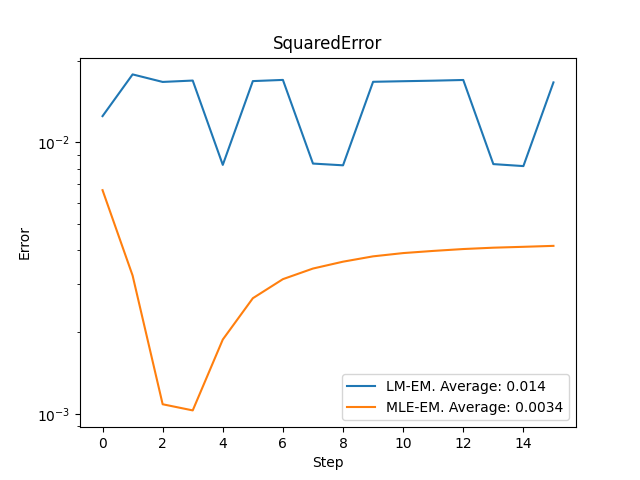 SquaredError
Error
10⁻²
10⁻³
0 2 4 6 8 10 12 14
Step
LM-EM. Average: 0.014
MLE-EM. Average: 0.0034